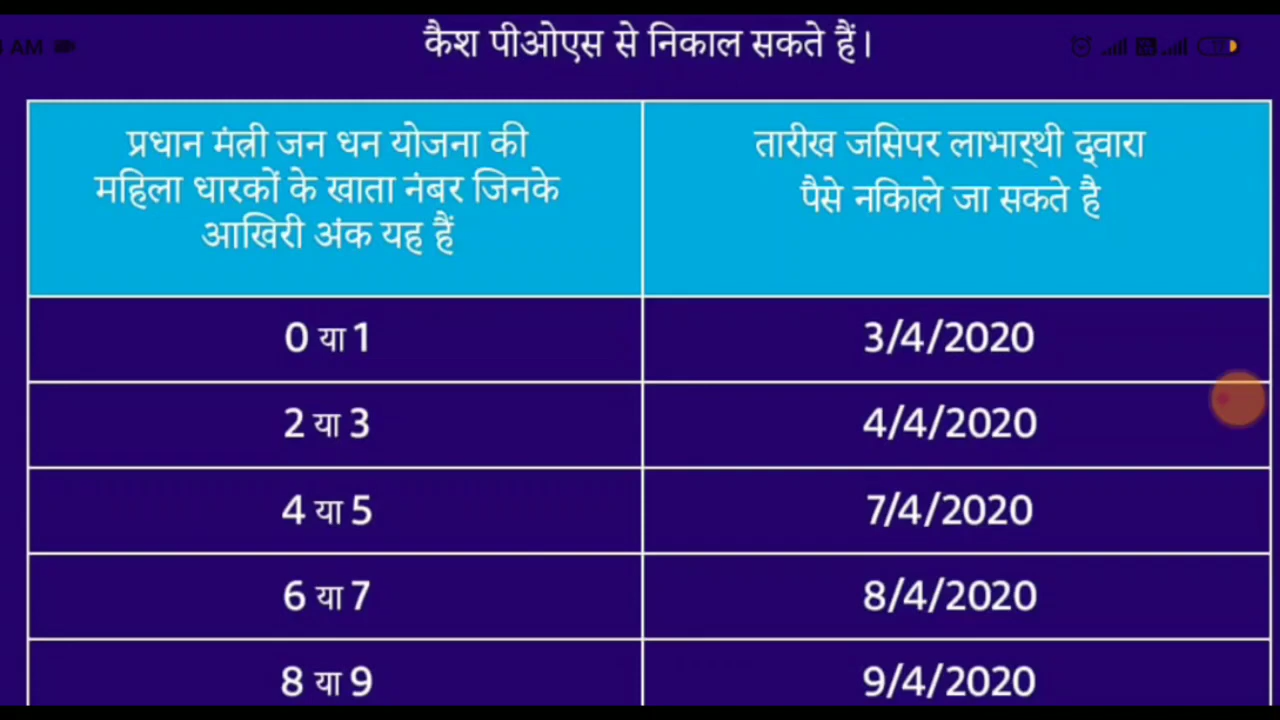 4 AM
कैश पीओएस से निकाल सकते हैं।
प्रधान मंत्री जन धन योजना की
महिला धारकों के खाता नंबर जिनके
आखिरी अंक यह हैं
तारीख जसिपर लाभार्थी द्वारा
पैसे नकिाले जा सकते है
0 या 1
3/4/2020
2 या 3
4/4/2020
4 या 5
7/4/2020
6 या 7
8/4/2020
8 या 9
9/4/2020